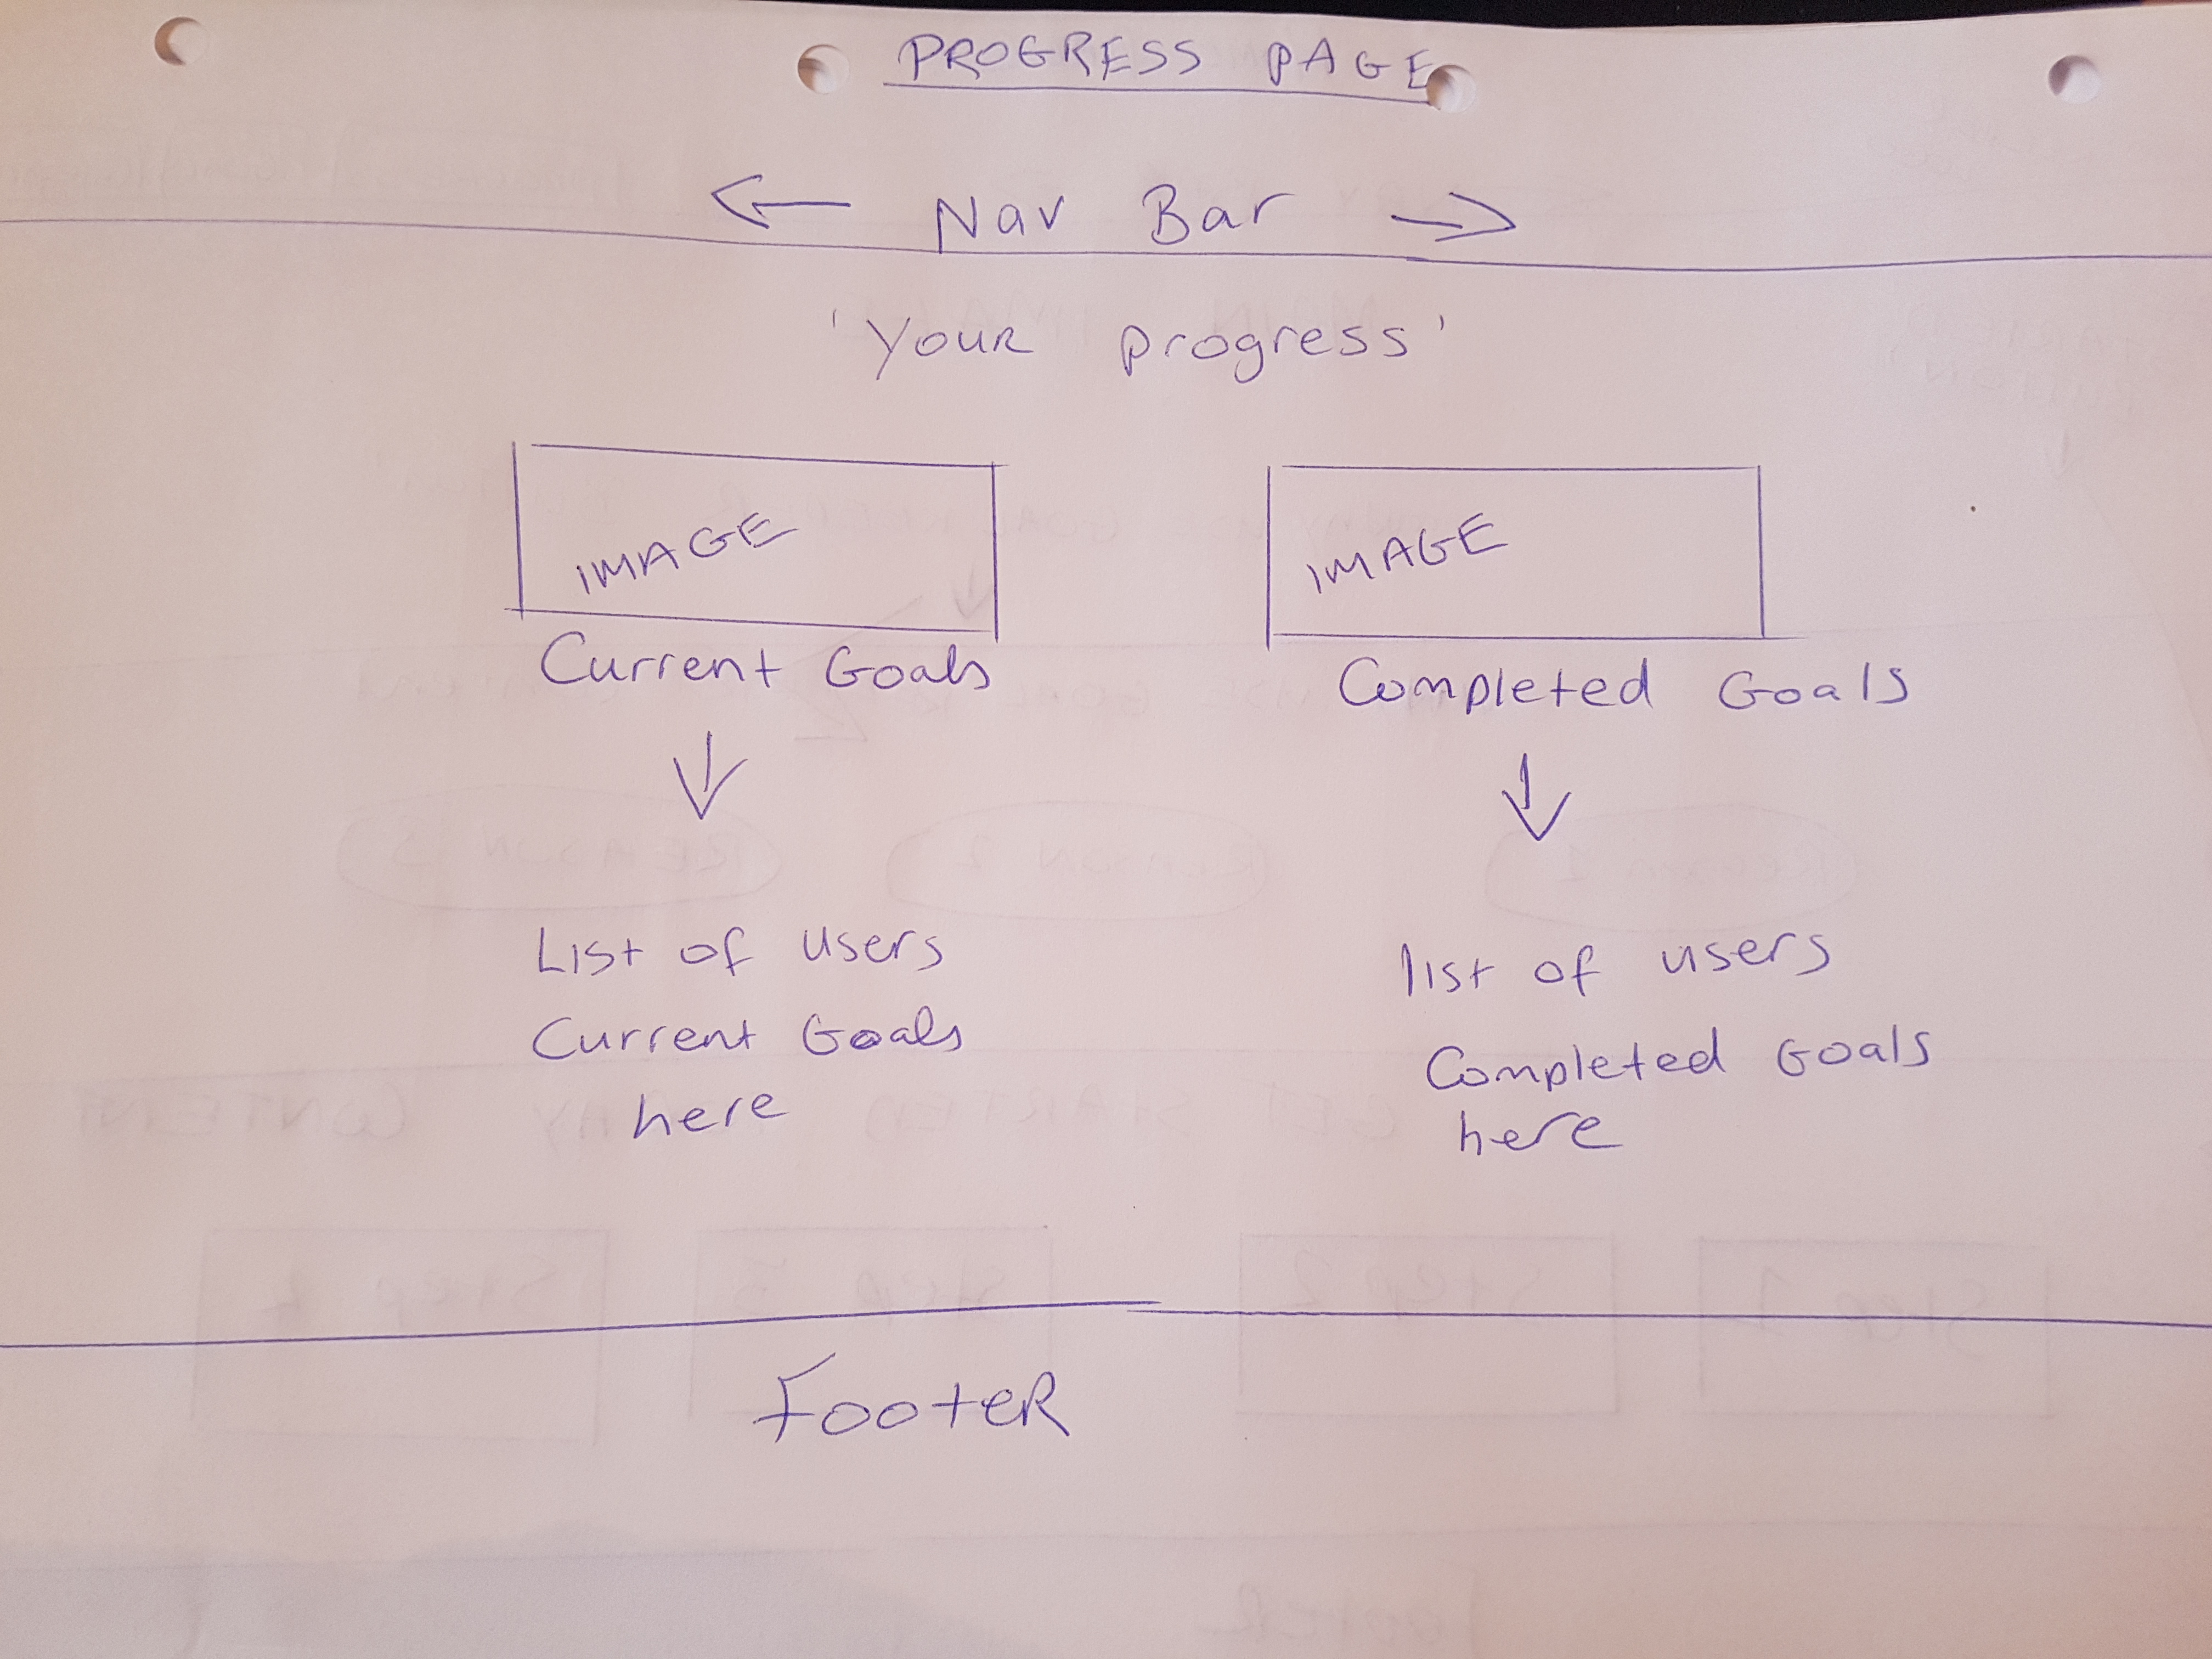 PROGRESS PAGE
← Nav Bar →
'Your progress'
IMAGE
Current Goals
↓
List of users
Current Goals
here
IMAGE
Completed Goals
↓
list of users
Completed Goals
here
FooteR